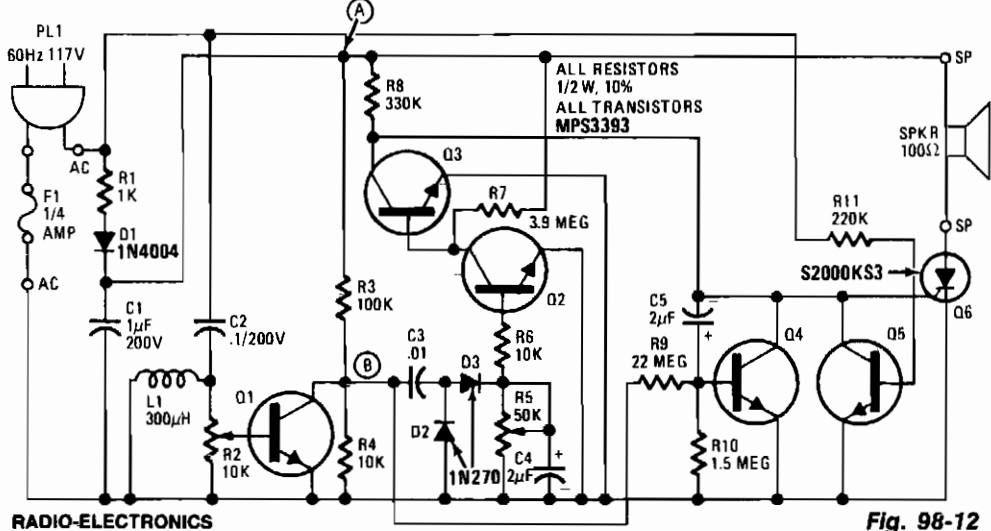 A
PL1
60Hz 117V
AC
R1
1K
F1
1/4
AMP
D1
1N4004
AC
C1
1µF
200V
C2
.1/200V
L1
300µH
Q1
R2
10K
R8
330K
Q3
R7
3.9 MEG
ALL RESISTORS
1/2 W, 10%
ALL TRANSISTORS
MPS3393
R3
100K
B
R4
10K
C3
.01
D3
D2
1N270
Q2
R6
10K
R5
50K
C4
2µF
+
−
SP
SPKR
100Ω
R11
220K
SP
S2000KS3
Q6
C5
2µF
−
+
R9
22 MEG
Q4
Q5
R10
1.5 MEG
RADIO-ELECTRONICS
Fig. 98-12